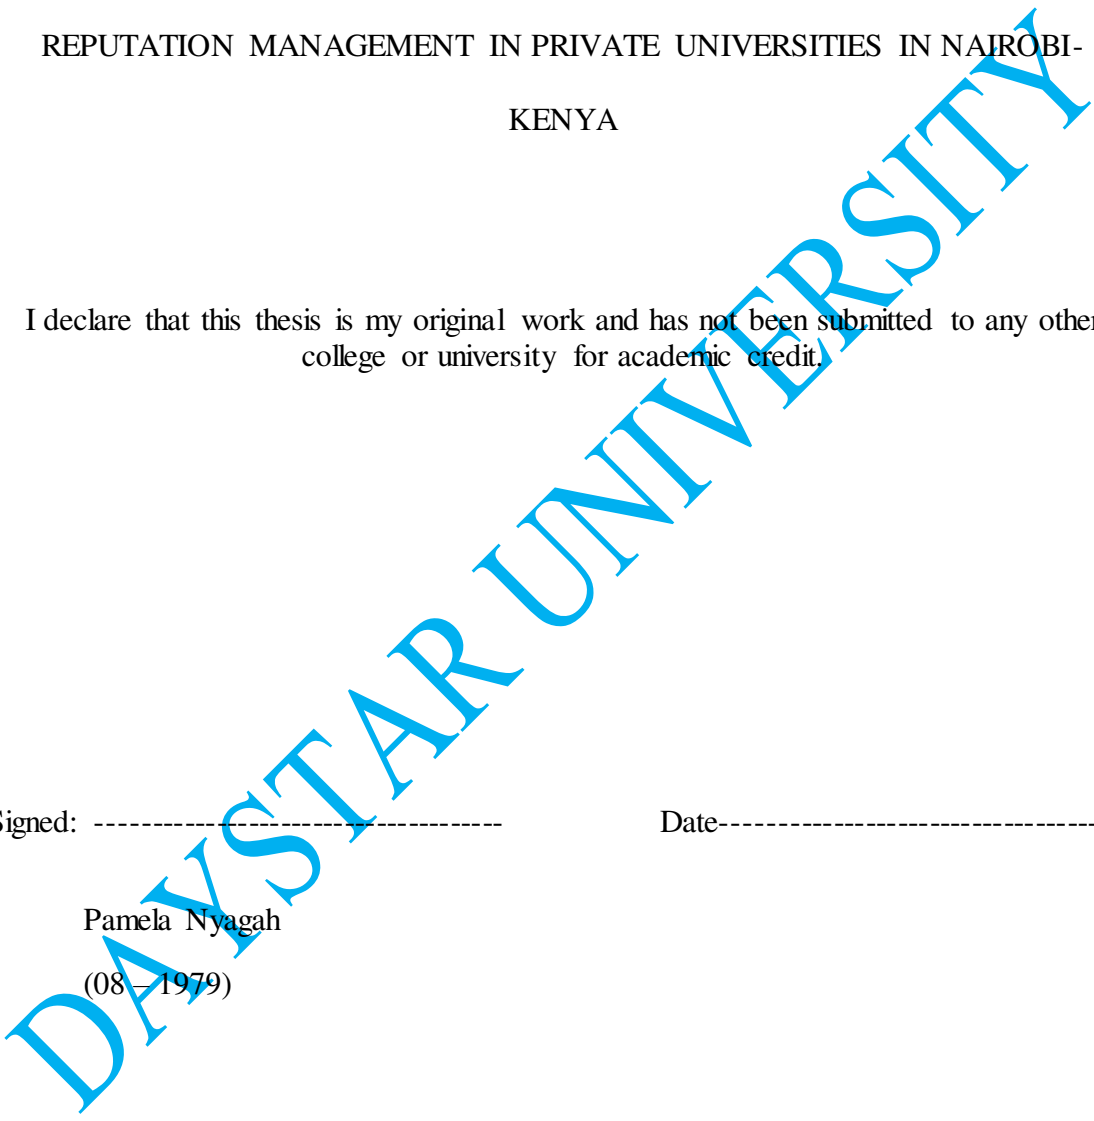 REPUTATION MANAGEMENT IN PRIVATE UNIVERSITIES IN NAIROBI-
KENYA
I declare that this thesis is my original work and has not been submitted to any other
college or university for academic credit.
Signed: ---------------------------------------- Date-------------------------------------
Pamela Nyagah
(08 – 1979)
DAYSTAR UNIVERSITY